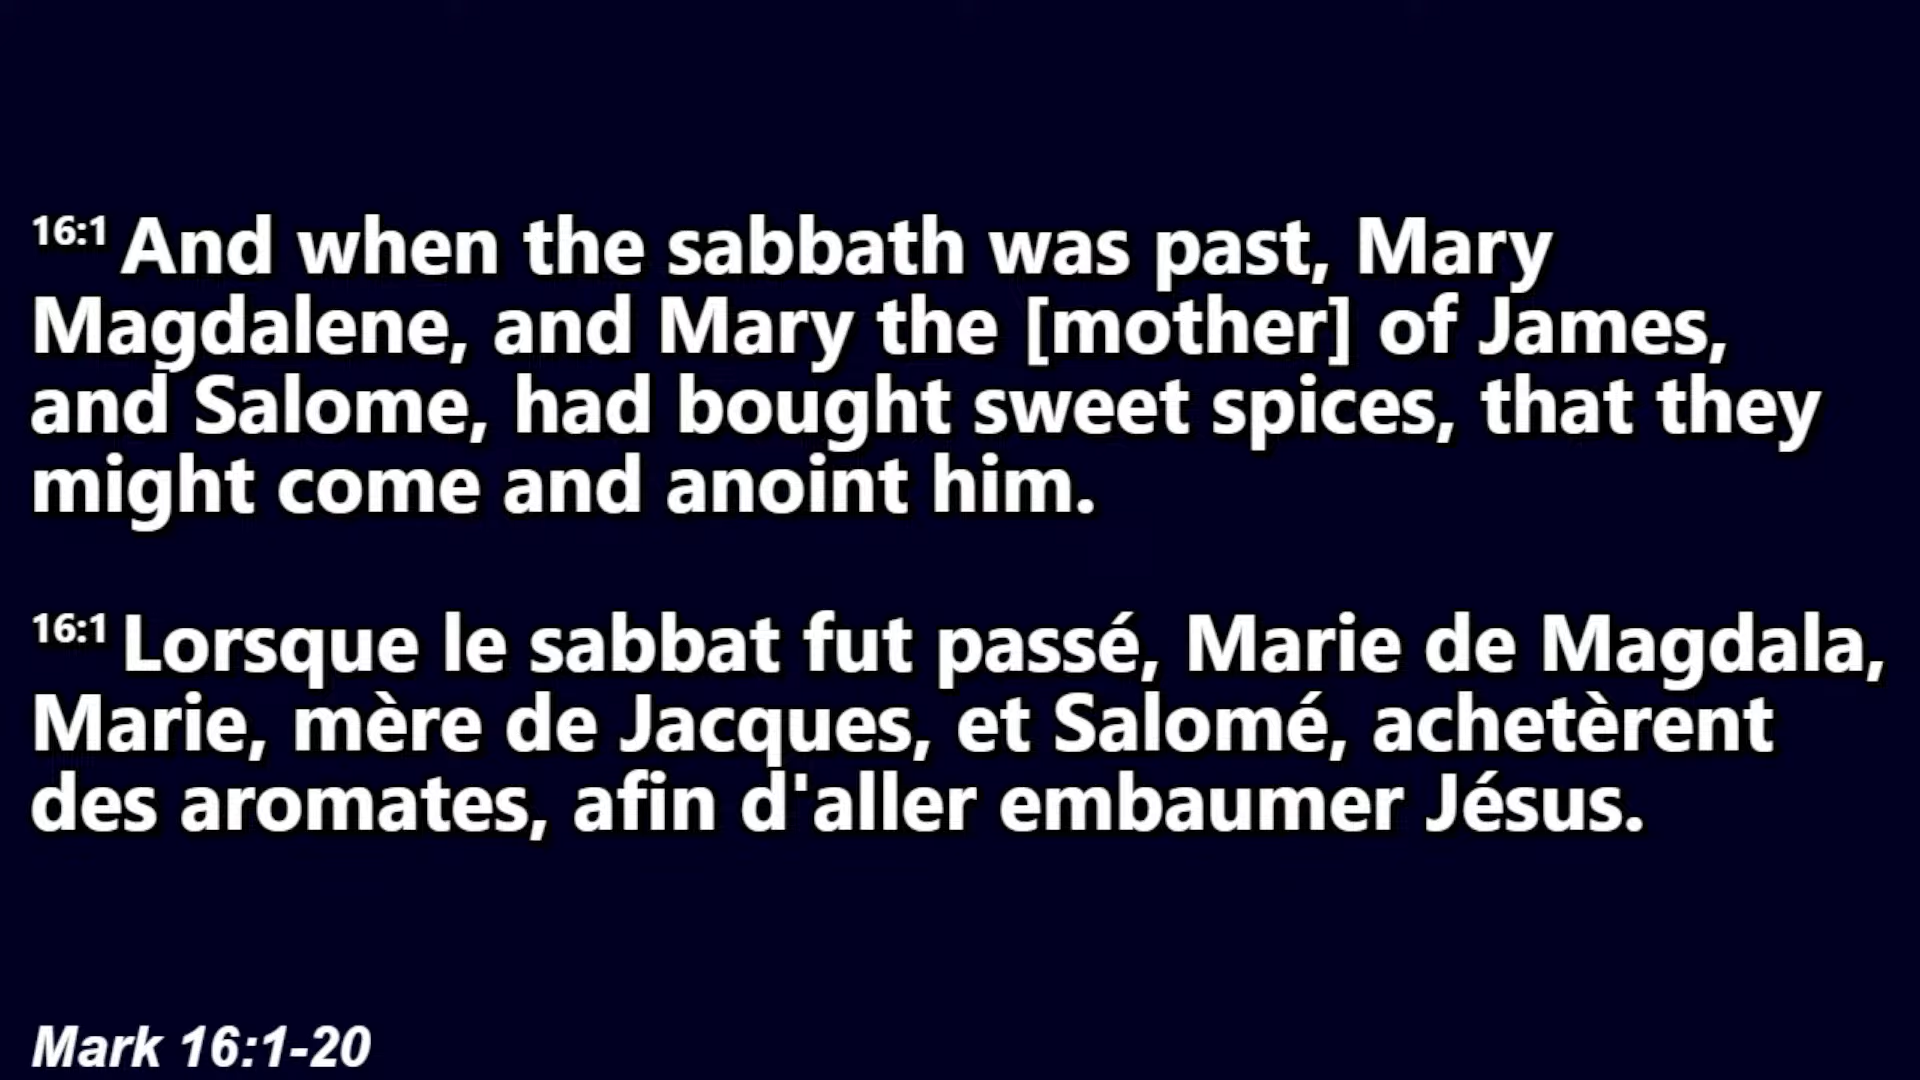 16:1 And when the sabbath was past, Mary
Magdalene, and Mary the [mother] of James,
and Salome, had bought sweet spices, that they
might come and anoint him.
16:1 Lorsque le sabbat fut passé, Marie de Magdala,
Marie, mère de Jacques, et Salomé, achetèrent
des aromates, afin d'aller embaumer Jésus.
Mark 16:1-20